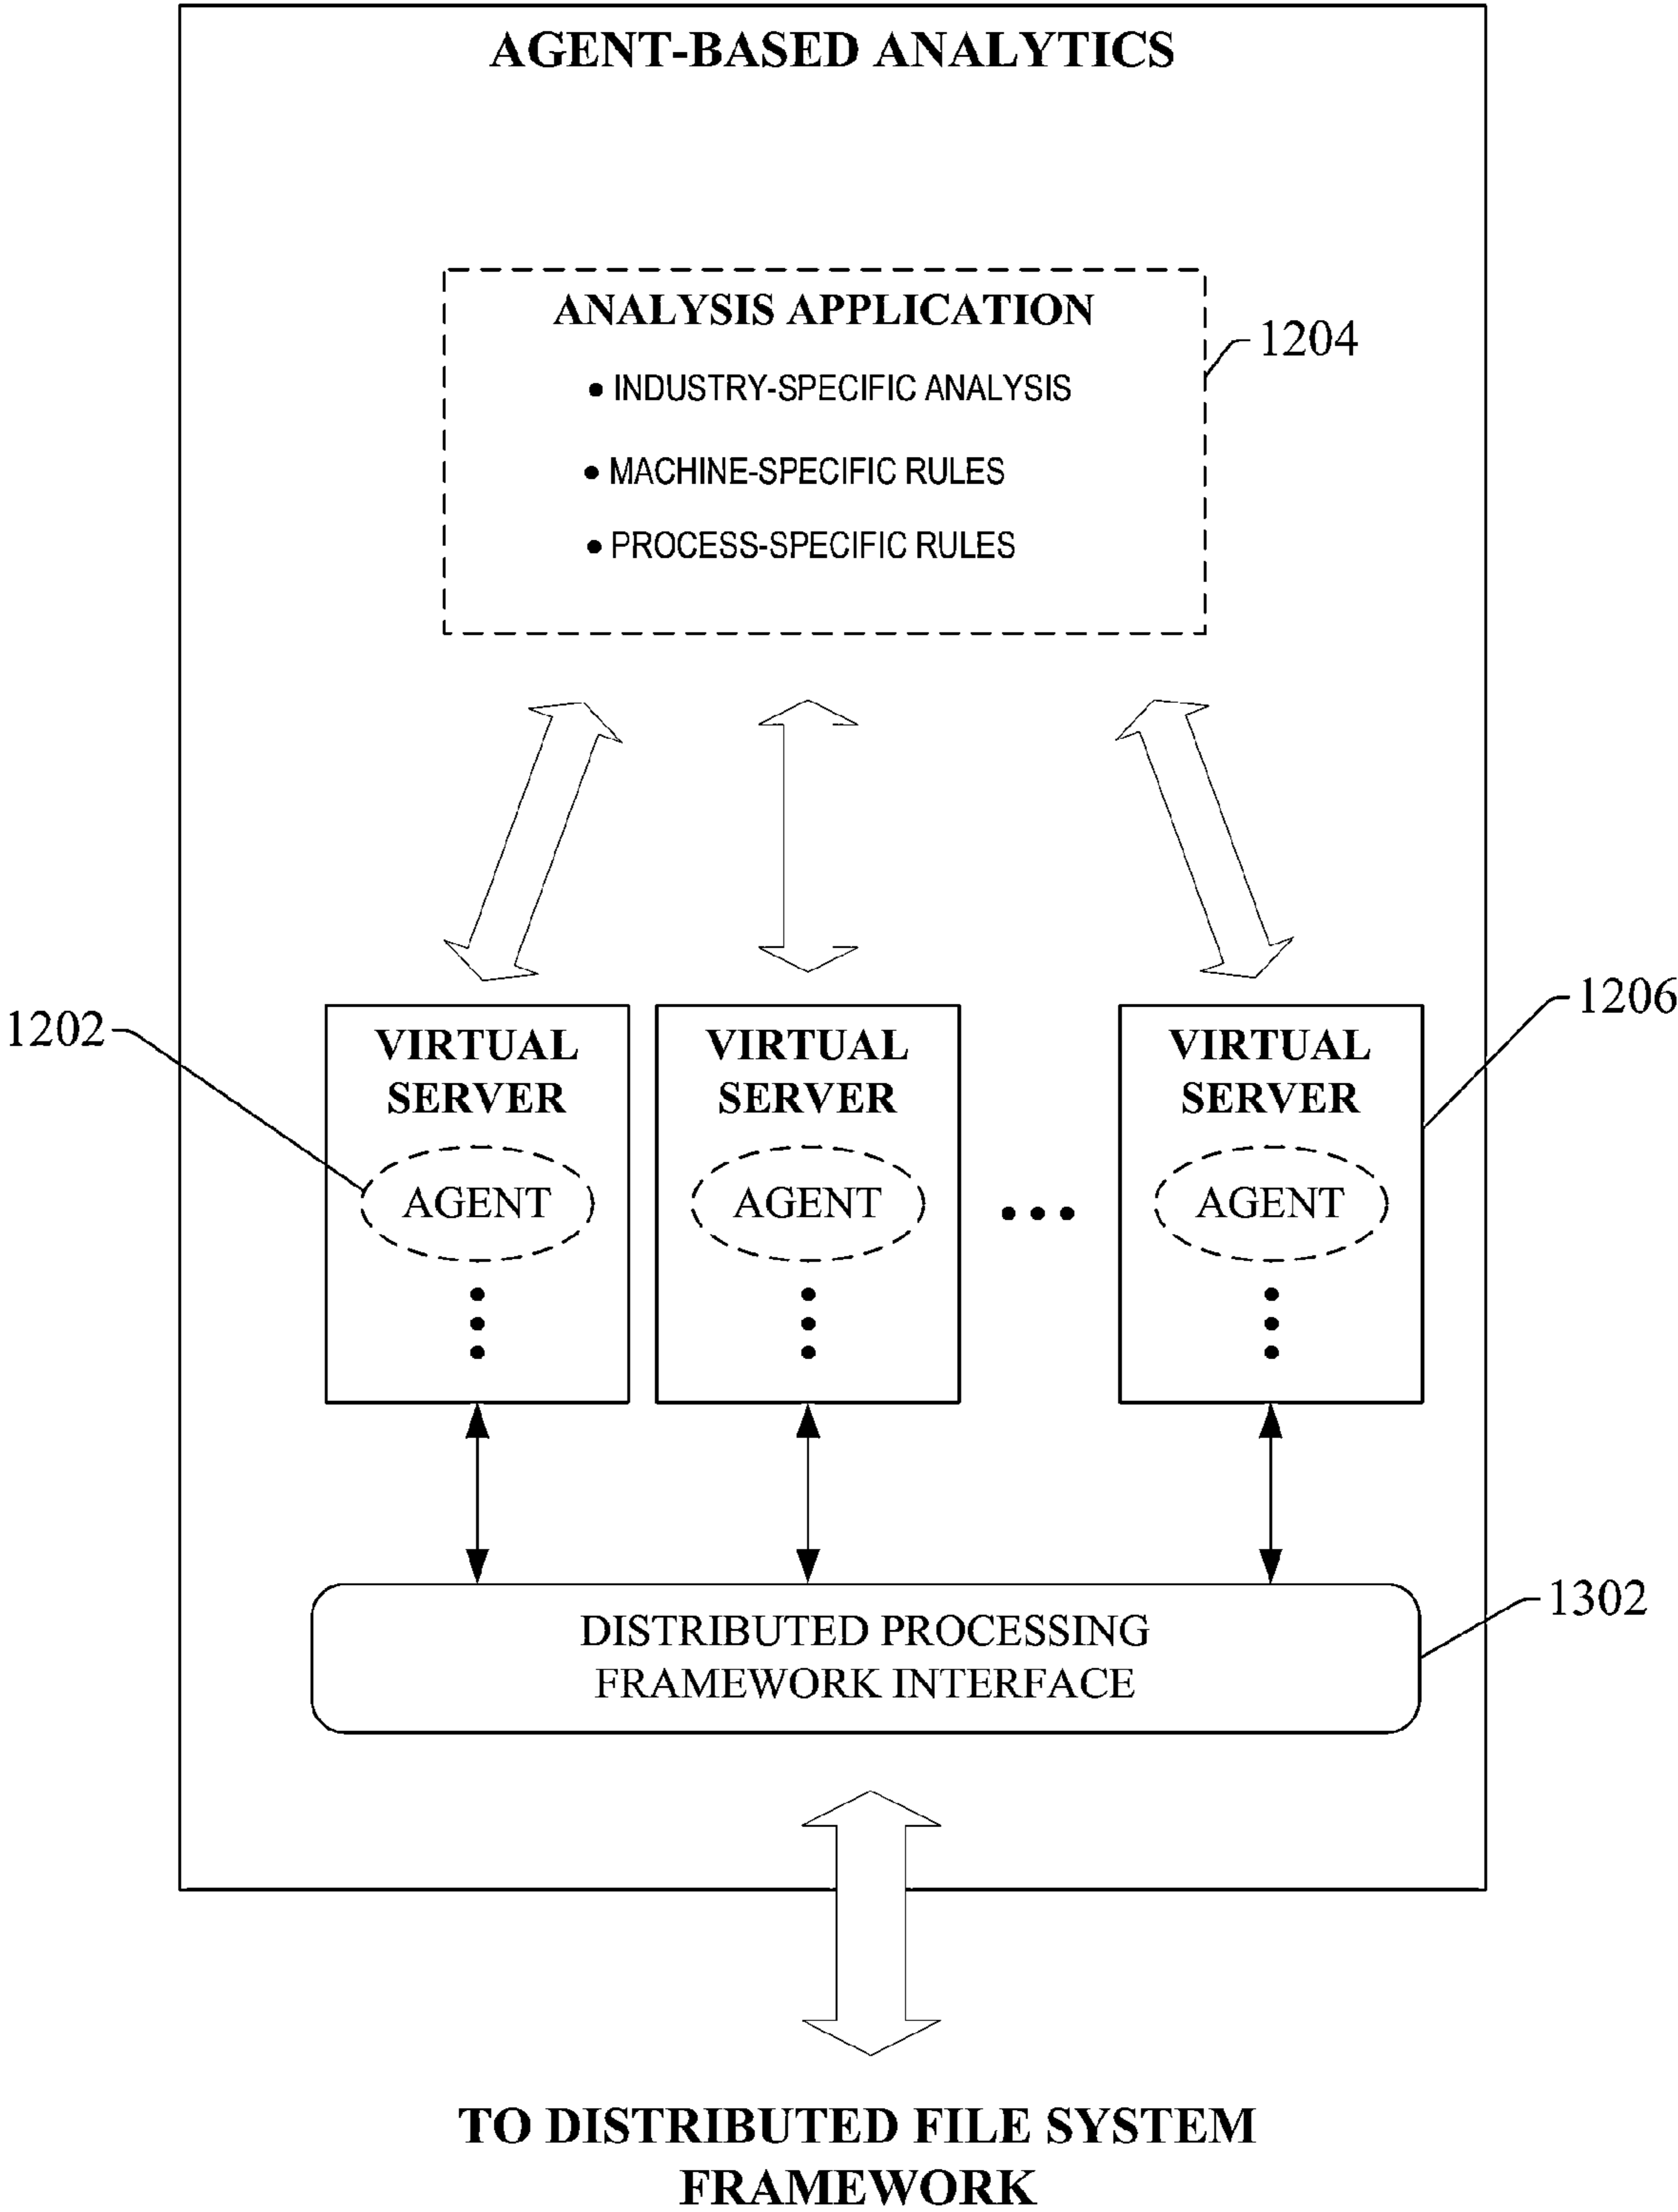 AGENT-BASED ANALYTICS
ANALYSIS APPLICATION
1204
• INDUSTRY-SPECIFIC ANALYSIS
• MACHINE-SPECIFIC RULES
• PROCESS-SPECIFIC RULES
1206
1202
VIRTUAL
SERVER
AGENT
VIRTUAL
SERVER
AGENT
VIRTUAL
SERVER
AGENT
1302
DISTRIBUTED PROCESSING
FRAMEWORK INTERFACE
TO DISTRIBUTED FILE SYSTEM
FRAMEWORK